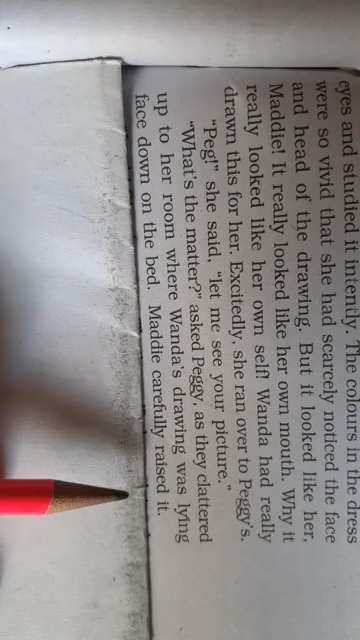 eyes and studied it intently. The colours in the dress
were so vivid that she had scarcely noticed the face
and head of the drawing. But it looked like her,
Maddie! It really looked like her own mouth. Why it
really looked like her own self! Wanda had really
drawn this for her. Excitedly, she ran over to Peggy's.
"Peg!" she said, "let me see your picture."
"What's the matter?" asked Peggy, as they clattered
up to her room where Wanda's drawing was lying
face down on the bed. Maddie carefully raised it.